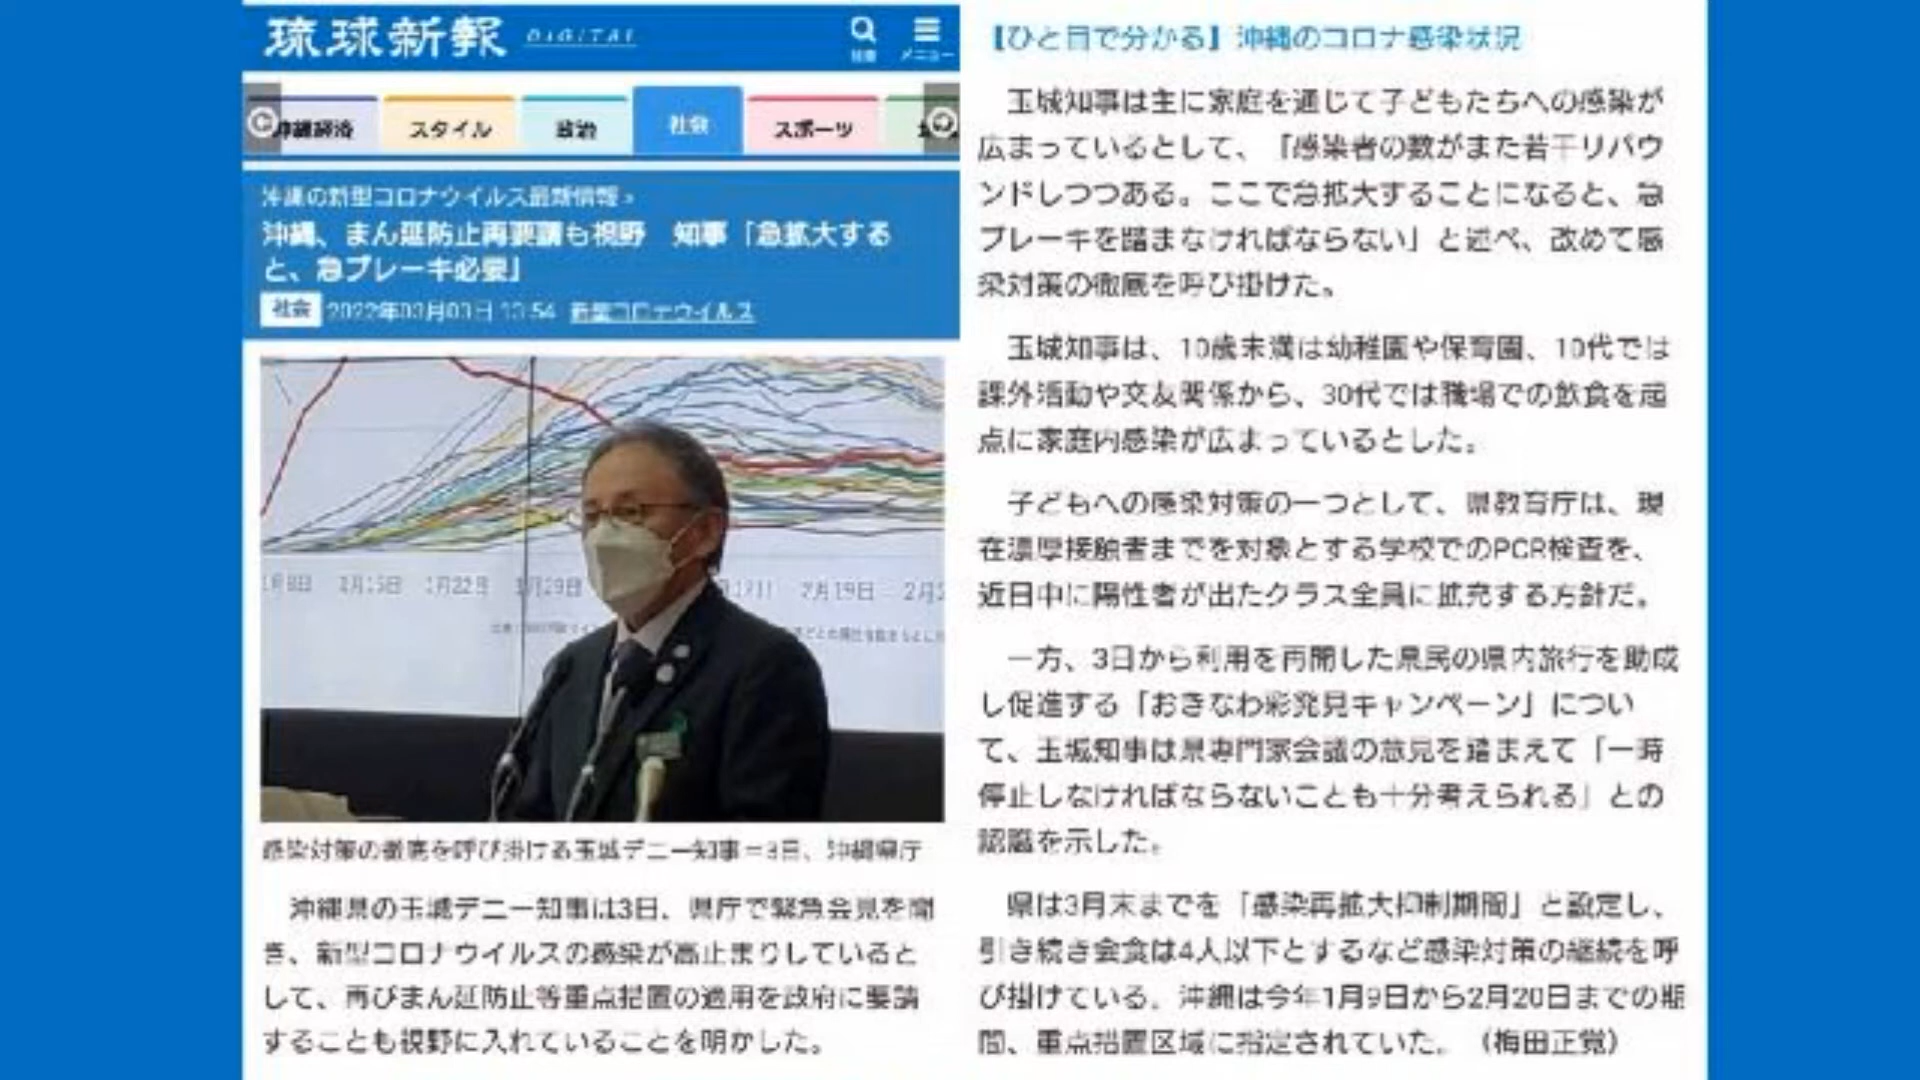 琉球新報 DIGITAL
検索 メニュー
沖縄経済 スタイル 政治 社会 スポーツ
沖縄の新型コロナウイルス最新情報>
沖縄、まん延防止再要請も視野 知事「急拡大する
と、急ブレーキ必要」
社会 2022年03月03日 13:54 新型コロナウイルス
1月8日 1月15日 1月22日 1月29日 2月19日
感染対策の徹底を呼び掛ける玉城デニー知事=3日、沖縄県庁
沖縄県の玉城デニー知事は3日、県庁で緊急会見を開
き、新型コロナウイルスの感染が高止まりしていると
して、再びまん延防止等重点措置の適用を政府に要請
することも視野に入れていることを明かした。
【ひと目で分かる】沖縄のコロナ感染状況
玉城知事は主に家庭を通じて子どもたちへの感染が
広まっているとして、「感染者の数がまた若干リバウ
ンドしつつある。ここで急拡大することになると、急
ブレーキを踏まなければならない」と述べ、改めて感
染対策の徹底を呼び掛けた。
玉城知事は、10歳未満は幼稚園や保育園、10代では
課外活動や交友関係から、30代では職場での飲食を起
点に家庭内感染が広まっているとした。
子どもへの感染対策の一つとして、県教育庁は、現
在濃厚接触者までを対象とする学校でのPCR検査を、
近日中に陽性者が出たクラス全員に拡充する方針だ。
一方、3日から利用を再開した県民の県内旅行を助成
し促進する「おきなわ彩発見キャンペーン」につい
て、玉城知事は県専門家会議の意見を踏まえて「一時
停止しなければならないことも十分考えられる」との
認識を示した。
県は3月末までを「感染再拡大抑制期間」と設定し、
引き続き会食は4人以下とするなど感染対策の継続を呼
び掛けている。沖縄は今年1月9日から2月20日までの期
間、重点措置区域に指定されていた。（梅田正覚）